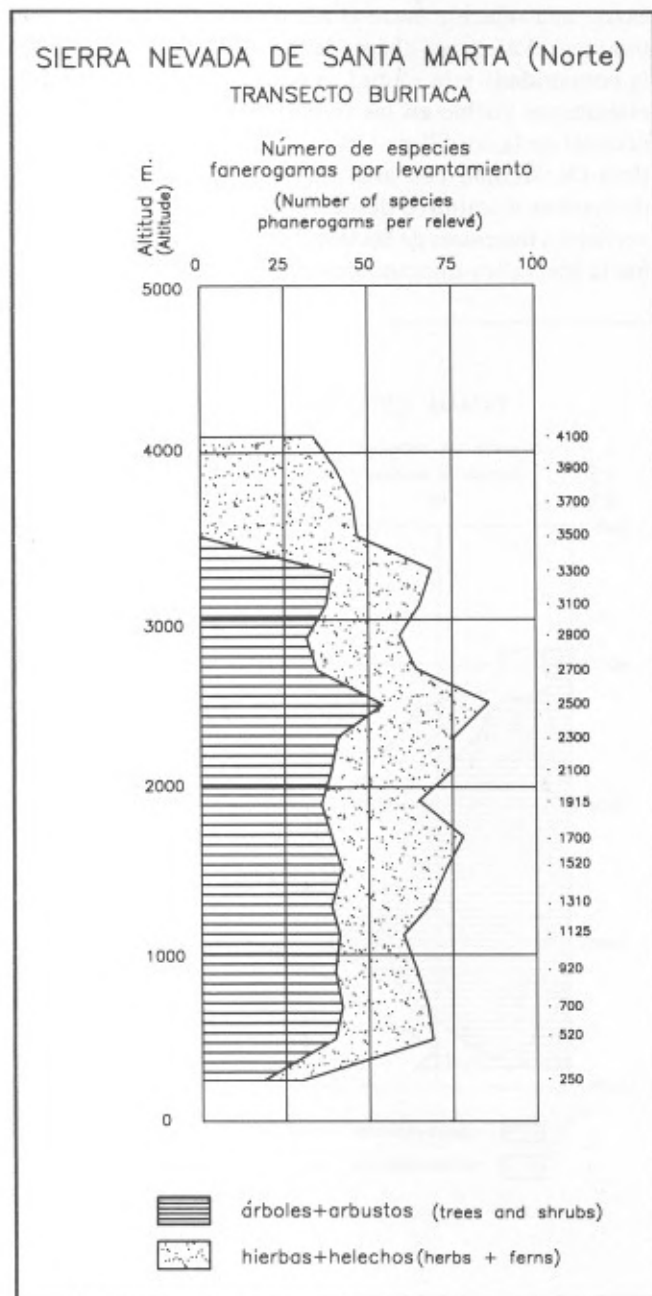 SIERRA NEVADA DE SANTA MARTA (Norte)
TRANSECTO BURITACA
Número de especies
fanerogamas por levantamiento
(Number of species
phanerogams per relevé)
Altitud m.
(Altitude)
0 25 50 75 100
5000
4000
3000
2000
1000
0
4100
3900
3700
3500
3300
3100
2900
2700
2500
2300
2100
1915
1700
1520
1310
1125
920
700
520
250
árboles+arbustos (trees and shrubs)
hierbas+helechos (herbs + ferns)